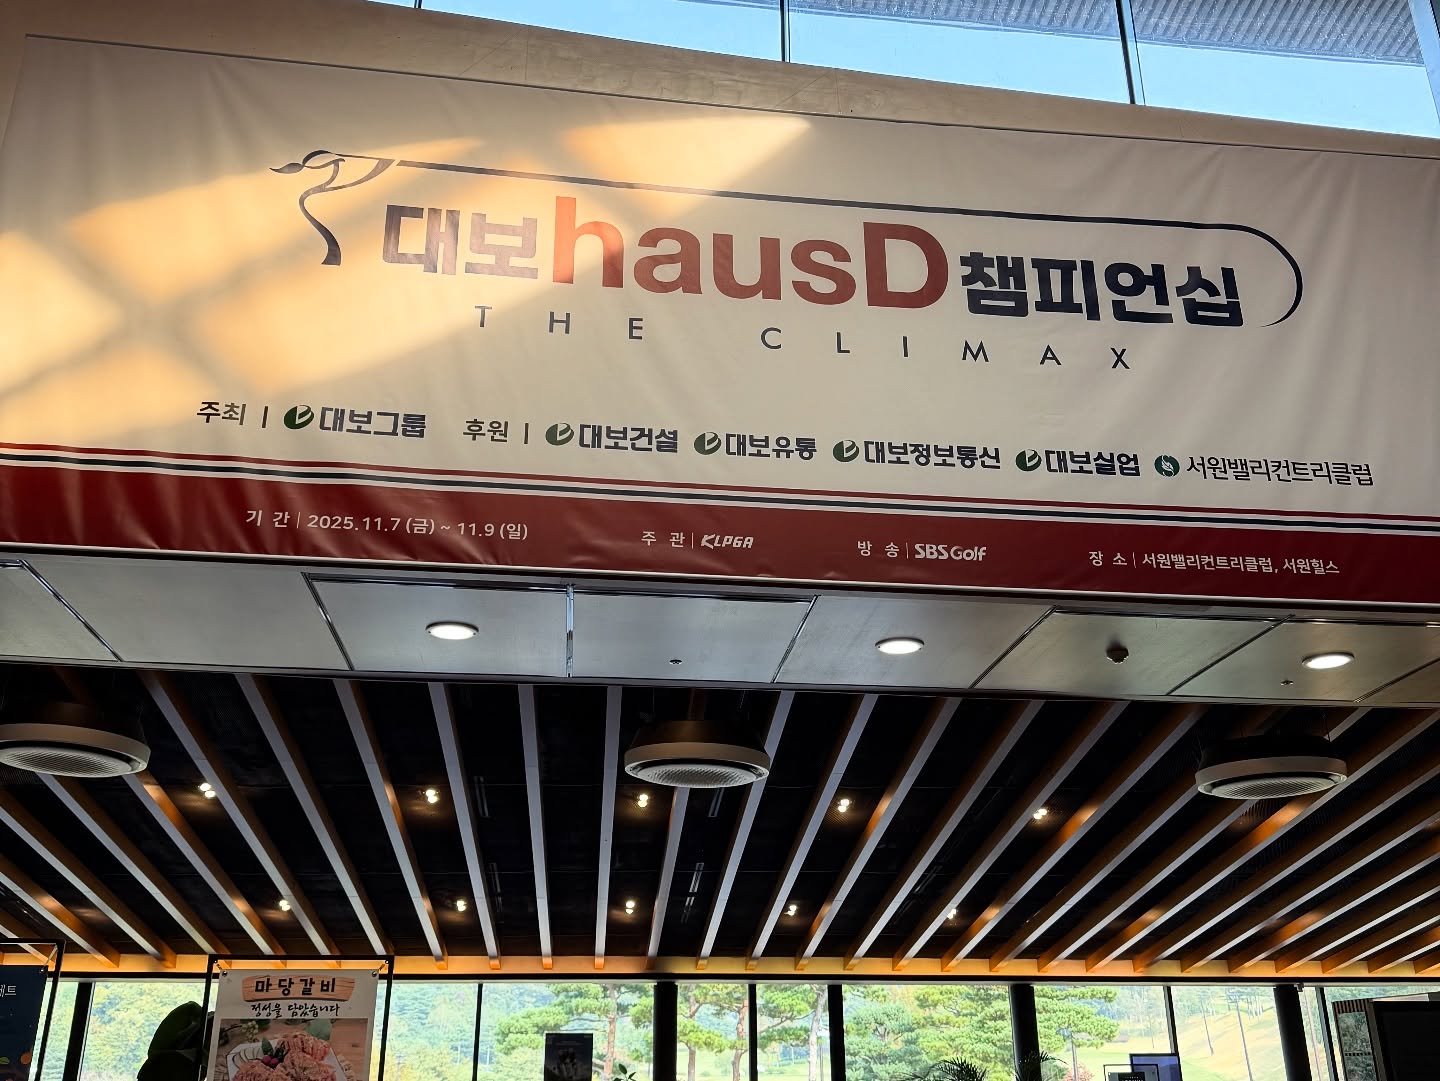 대보hausD챔피언십
THE CLIMAX
주최 | 대보그룹 후원 | 대보건설 대보유통 대보정보통신 대보실업 서원밸리컨트리클럽
기 간 | 2025.11.7 (금) ~ 11.9 (일) 주 관 | KLPGA 방 송 | SBS Golf 장 소 | 서원밸리컨트리클럽, 서원힐스
마당갈비
정성을 담았습니다